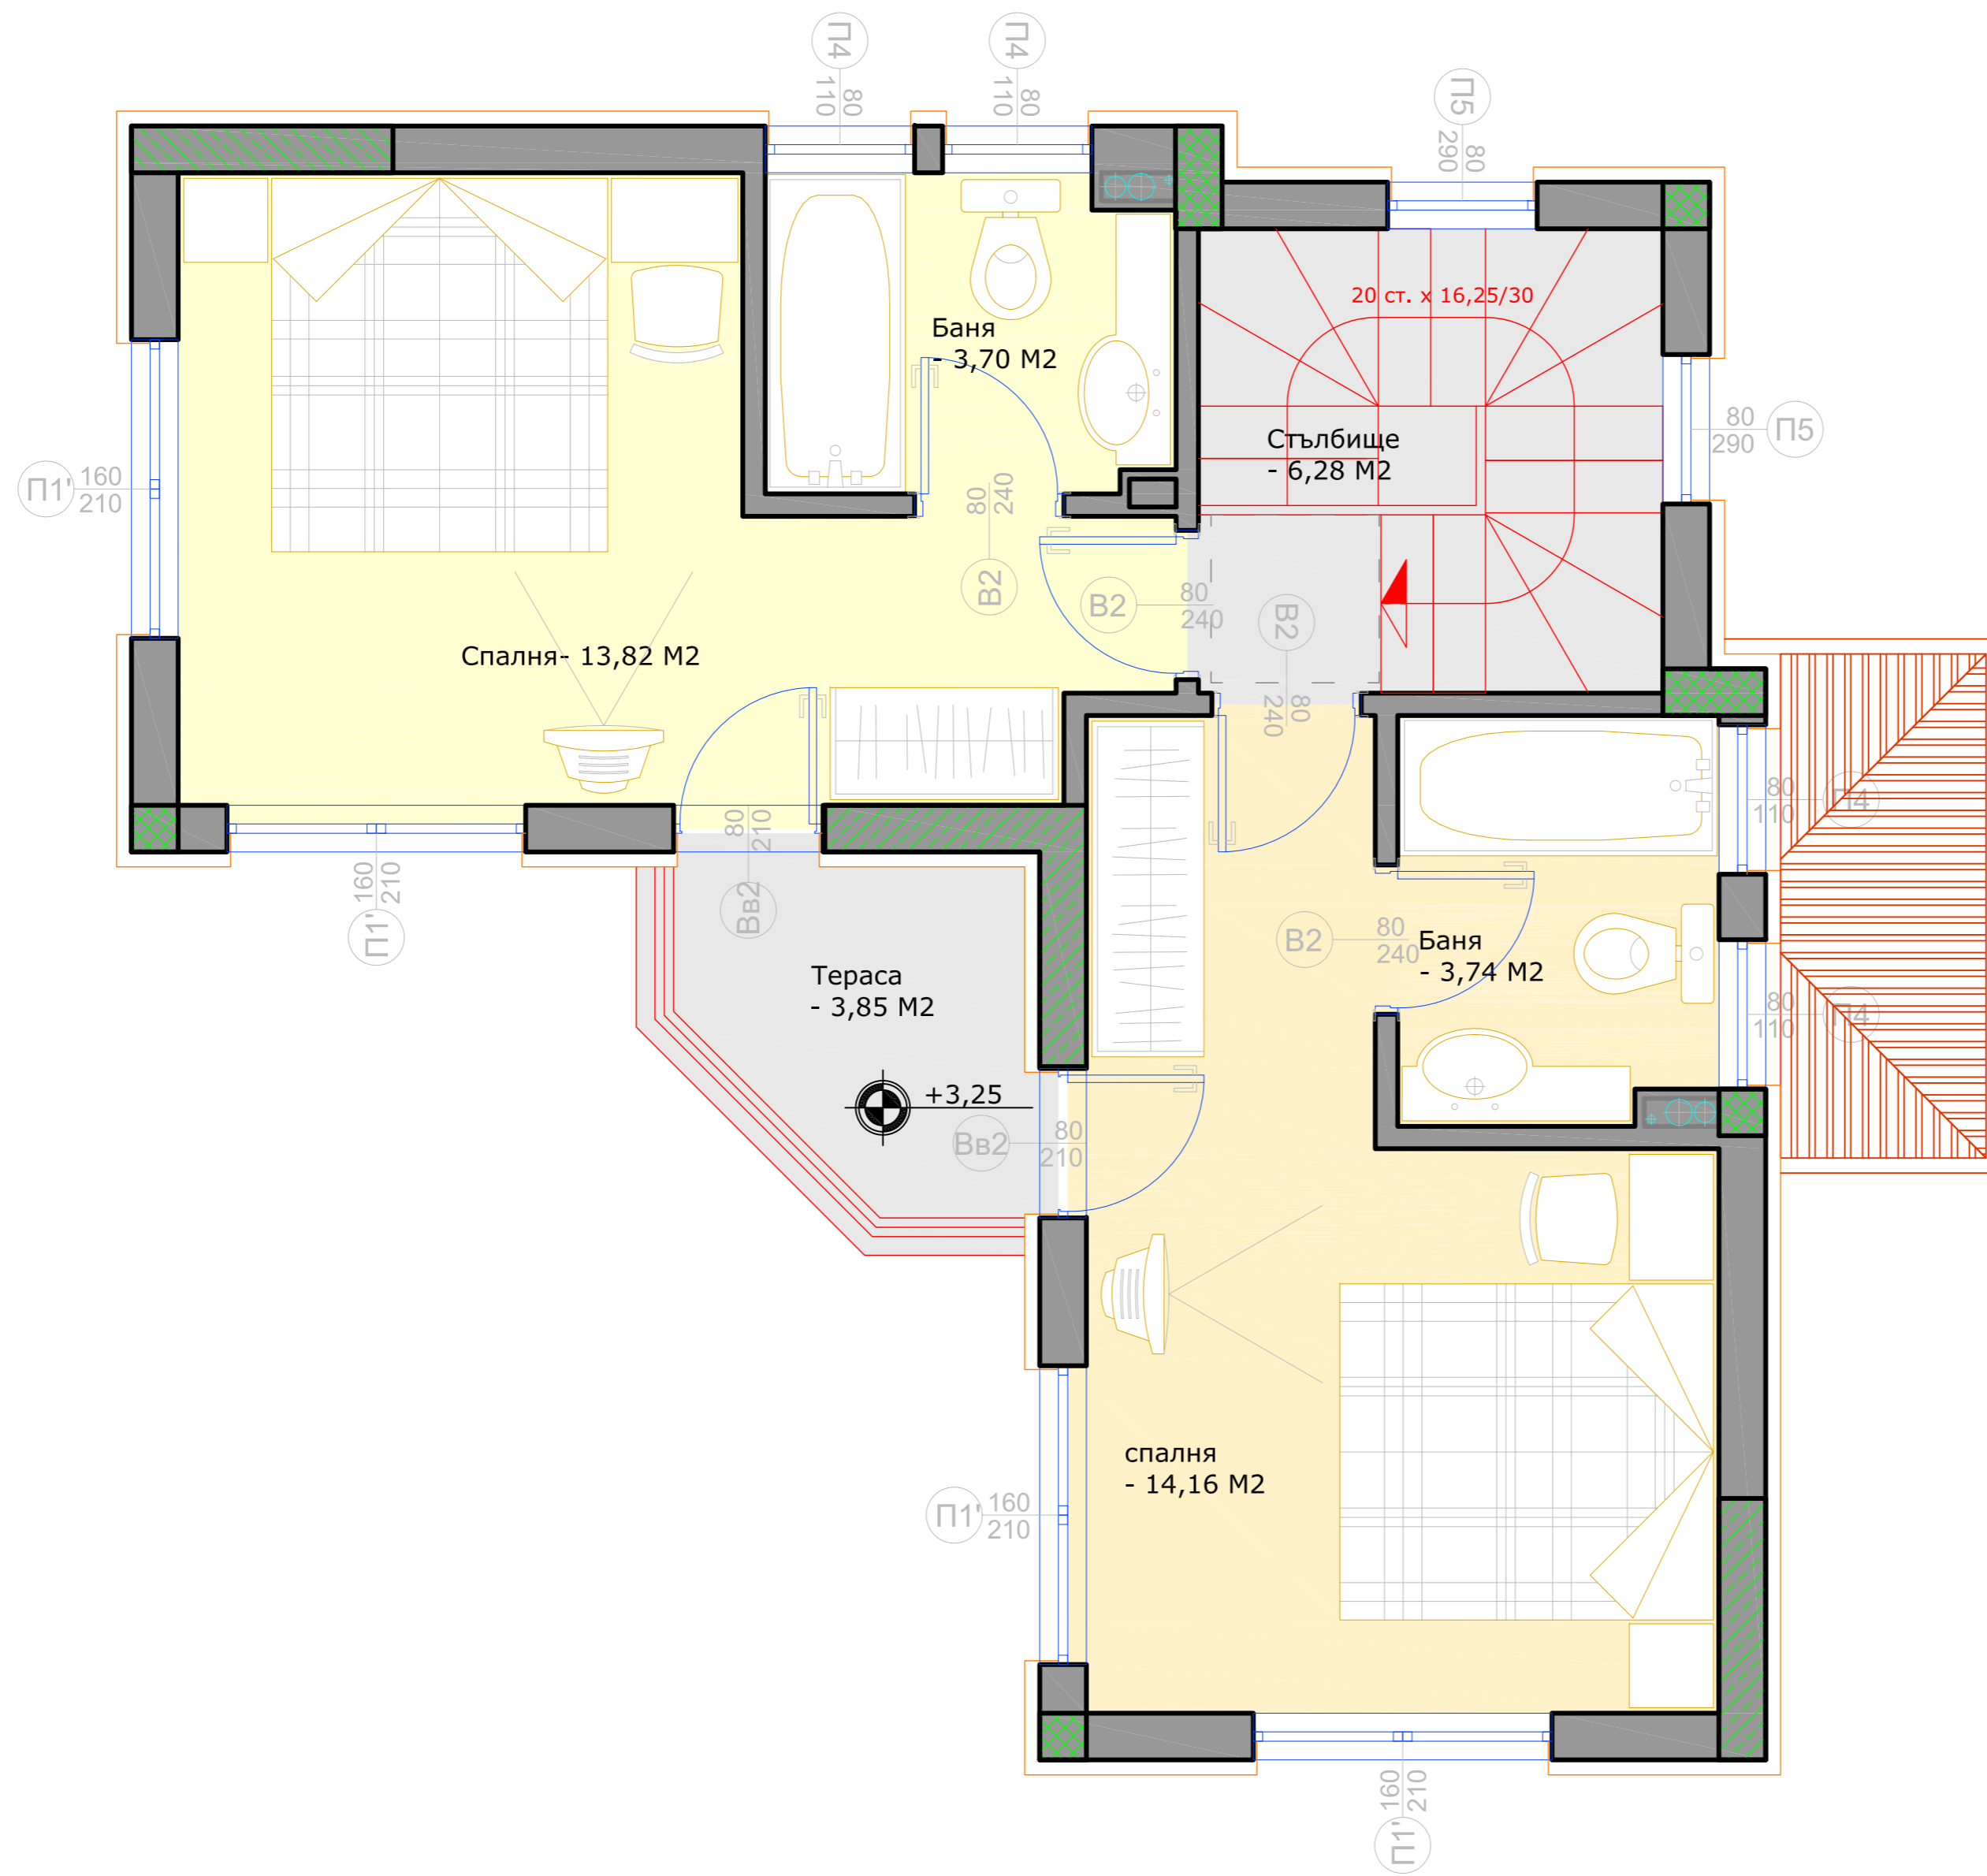 П4
80
110
П4
80
110
П5
80
290
20 ст. x 16,25/30
Баня
- 3,70 М2
80
290
П5
Стълбище
- 6,28 М2
П1'
160
210
80
240
В2
В2
80
240
В2
80
240
Спалня- 13,82 М2
80
110
П4
80
210
Вв2
160
210
П1'
В2
80
240
Баня
- 3,74 М2
Тераса
- 3,85 М2
80
110
П4
+3,25
Вв2
80
210
спалня
- 14,16 М2
П1'
160
210
160
210
П1'